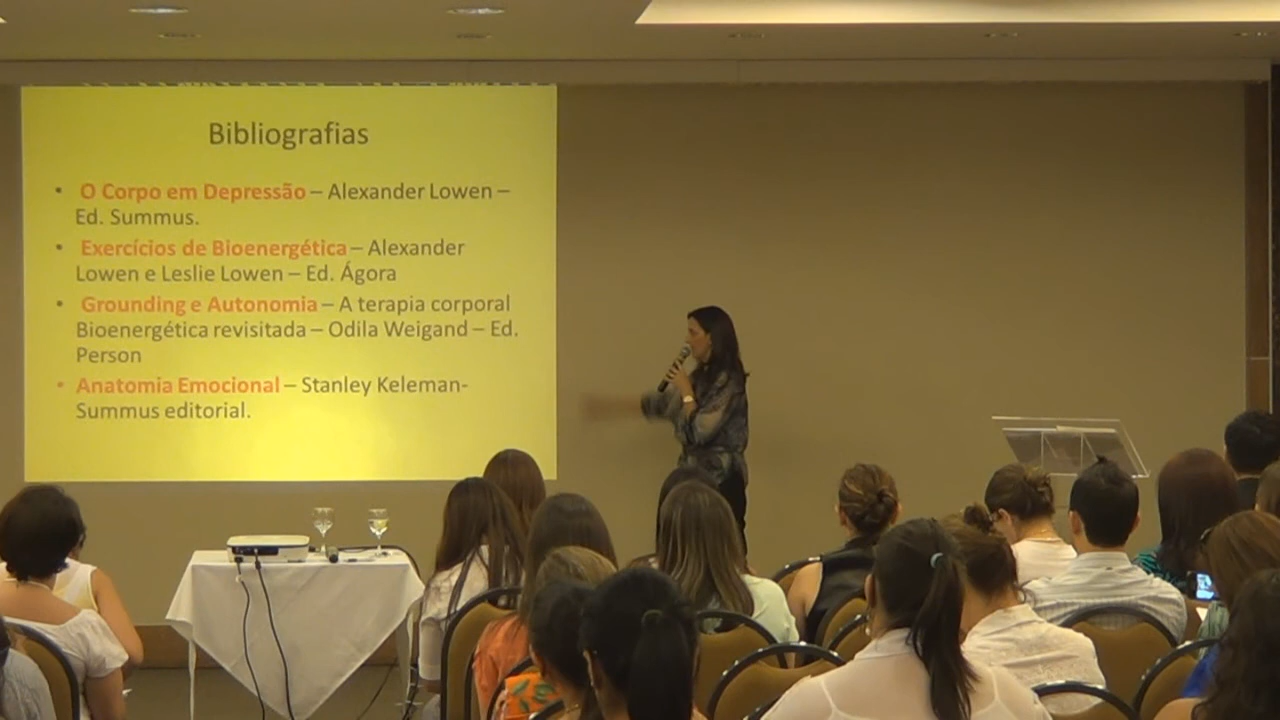 Bibliografias
• O Corpo em Depressão – Alexander Lowen –
Ed. Summus.
• Exercícios de Bioenergética – Alexander
Lowen e Leslie Lowen – Ed. Ágora
• Grounding e Autonomia – A terapia corporal
Bioenergética revisitada – Odila Weigand – Ed.
Person
• Anatomia Emocional – Stanley Keleman-
Summus editorial.